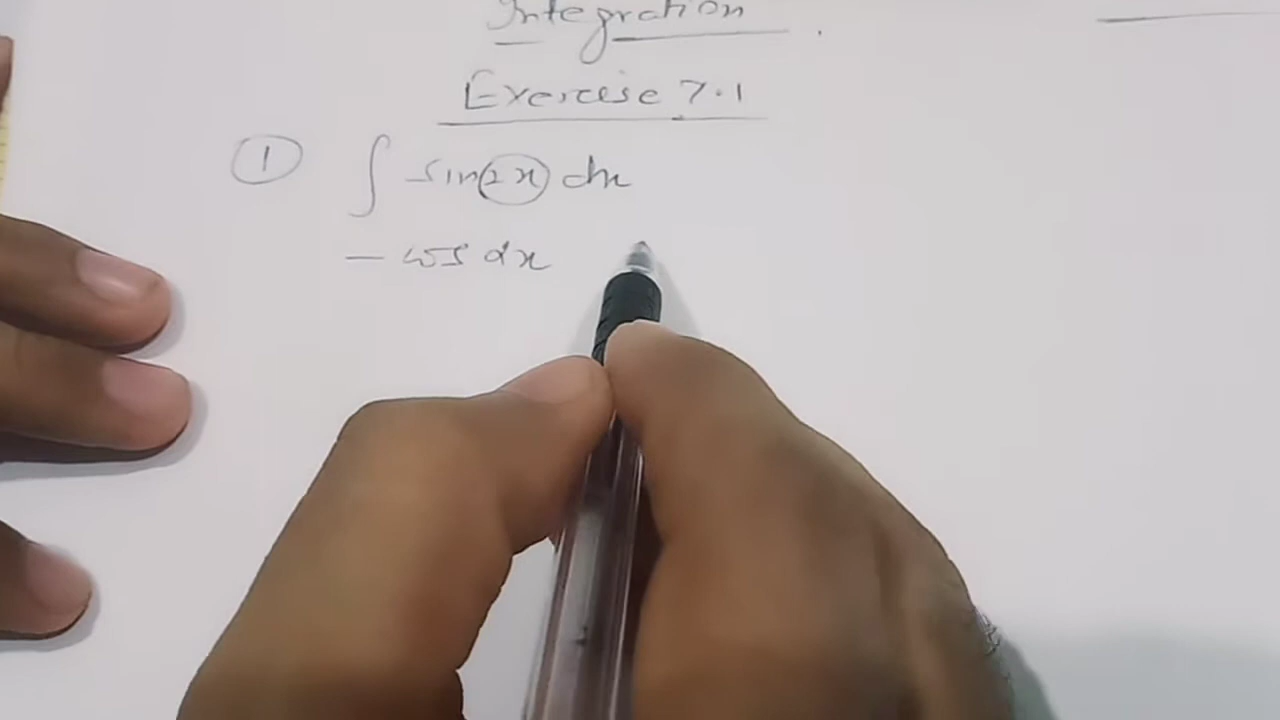 Integration
Exercise 7.1
1 ∫ sin(2x) dx
- cos 2x